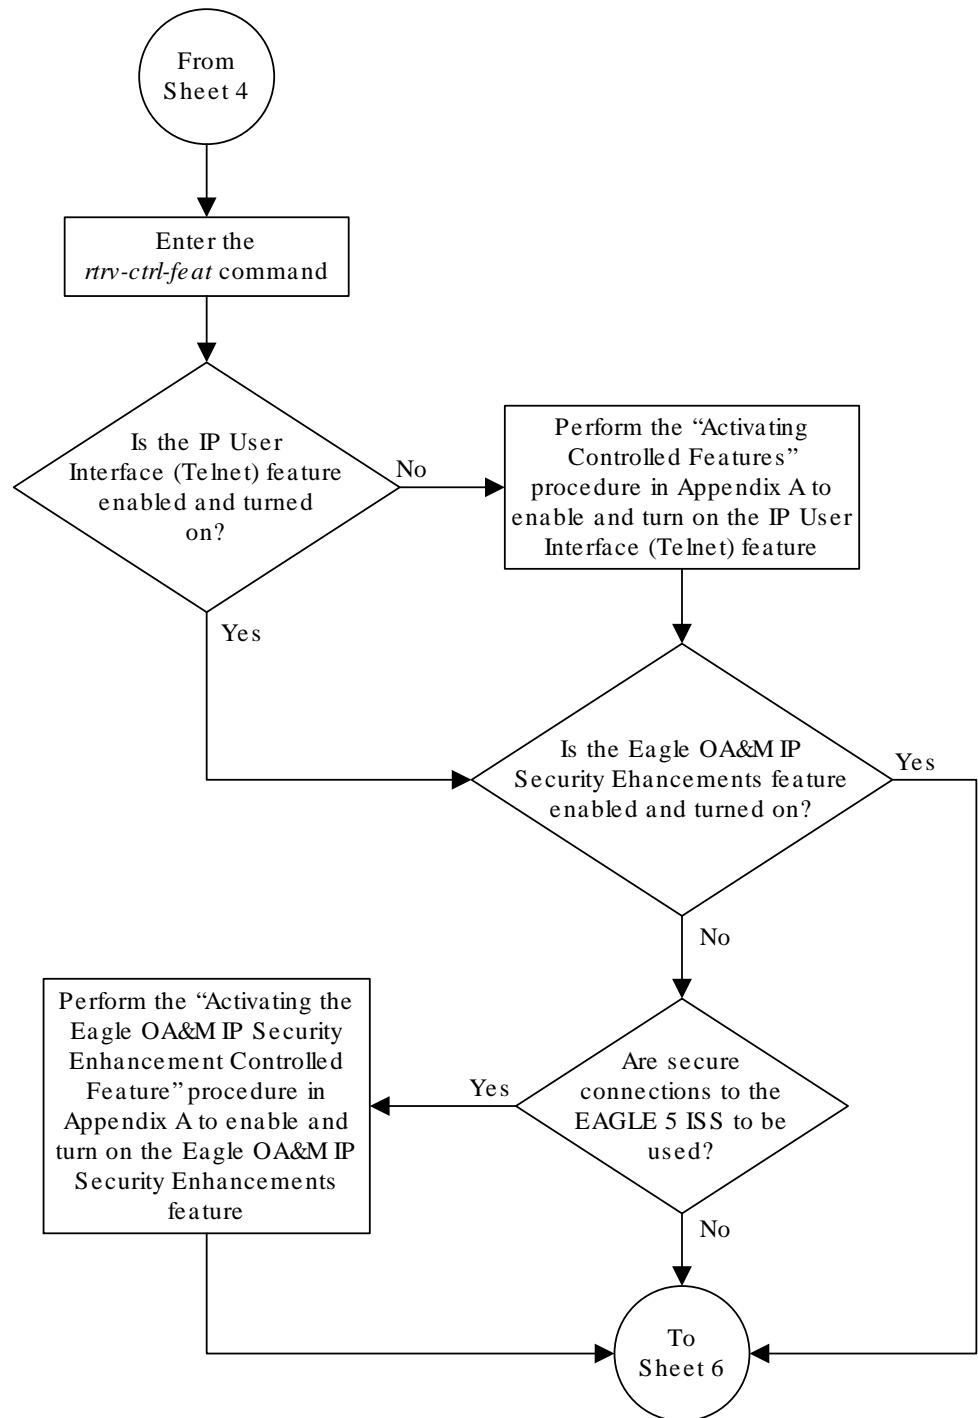 From
Sheet 4
Enter the
rtrv-ctrl-feat command
Is the IP User
Interface (Telnet) feature
enabled and turned
on?
No
Yes
Perform the “Activating
Controlled Features”
procedure in Appendix A to
enable and turn on the IP User
Interface (Telnet) feature
Is the Eagle OA&M IP
Security Ehancements feature
enabled and turned on?
Yes
No
Are secure
connections to the
EAGLE 5 ISS to be
used?
Yes
No
Perform the “Activating the
Eagle OA&M IP Security
Enhancement Controlled
Feature” procedure in
Appendix A to enable and
turn on the Eagle OA&M IP
Security Enhancements
feature
To
Sheet 6